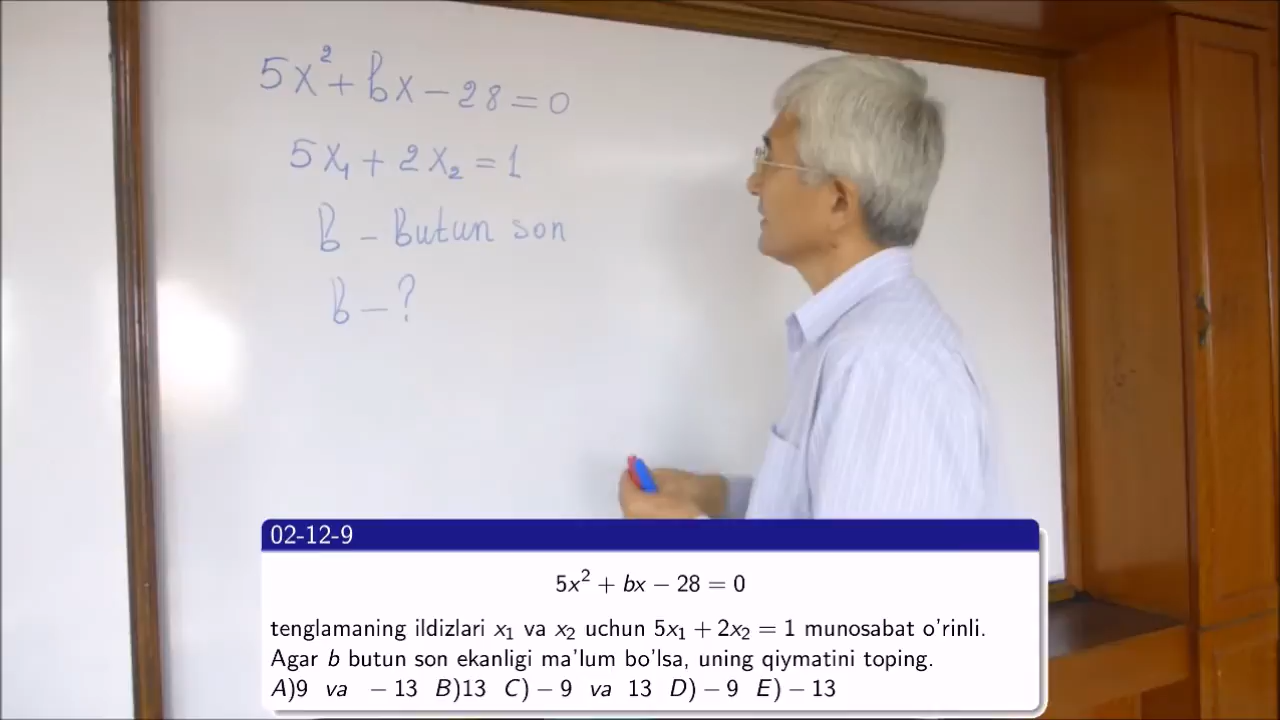 5x² + bx − 28 = 0
5x₁ + 2x₂ = 1
B − Butun son
B − ?
02-12-9
5x² + bx − 28 = 0
tenglamaning ildizlari x₁ va x₂ uchun 5x₁ + 2x₂ = 1 munosabat o'rinli.
Agar b butun son ekanligi ma'lum bo'lsa, uning qiymatini toping.
A)9 va − 13 B)13 C) − 9 va 13 D) − 9 E) − 13